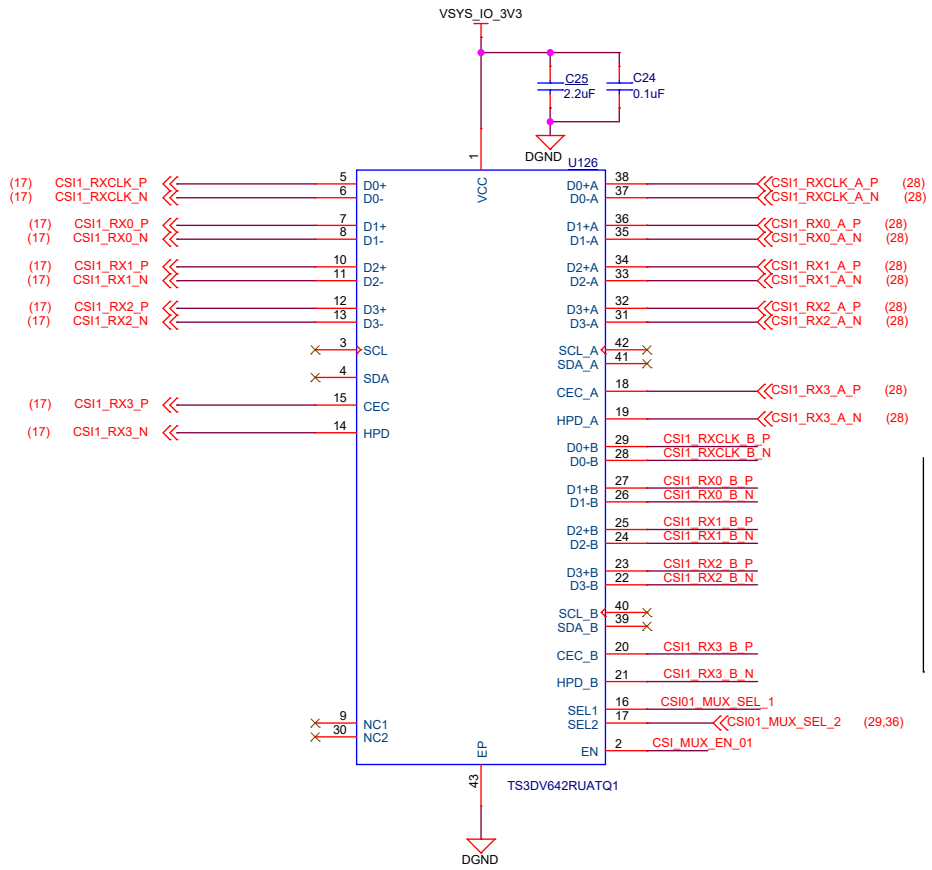 VSYS_IO_3V3
C25
2.2uF
C24
0.1uF
DGND
U126
1
VCC
(17) CSI1_RXCLK_P 5 D0+ D0+A 38 CSI1_RXCLK_A_P (28)
(17) CSI1_RXCLK_N 6 D0- D0-A 37 CSI1_RXCLK_A_N (28)
(17) CSI1_RX0_P 7 D1+ D1+A 36 CSI1_RX0_A_P (28)
(17) CSI1_RX0_N 8 D1- D1-A 35 CSI1_RX0_A_N (28)
(17) CSI1_RX1_P 10 D2+ D2+A 34 CSI1_RX1_A_P (28)
(17) CSI1_RX1_N 11 D2- D2-A 33 CSI1_RX1_A_N (28)
(17) CSI1_RX2_P 12 D3+ D3+A 32 CSI1_RX2_A_P (28)
(17) CSI1_RX2_N 13 D3- D3-A 31 CSI1_RX2_A_N (28)
3 SCL SCL_A 42
SDA_A 41
4 SDA CEC_A 18 CSI1_RX3_A_P (28)
(17) CSI1_RX3_P 15 CEC HPD_A 19 CSI1_RX3_A_N (28)
(17) CSI1_RX3_N 14 HPD D0+B 29 CSI1_RXCLK_B_P
D0-B 28 CSI1_RXCLK_B_N
D1+B 27 CSI1_RX0_B_P
D1-B 26 CSI1_RX0_B_N
D2+B 25 CSI1_RX1_B_P
D2-B 24 CSI1_RX1_B_N
D3+B 23 CSI1_RX2_B_P
D3-B 22 CSI1_RX2_B_N
SCL_B 40
SDA_B 39
CEC_B 20 CSI1_RX3_B_P
HPD_B 21 CSI1_RX3_B_N
SEL1 16 CSI01_MUX_SEL_1
9 NC1 SEL2 17 CSI01_MUX_SEL_2 (29,36)
30 NC2 EN 2 CSI_MUX_EN_01
EP
43
TS3DV642RUATQ1
DGND